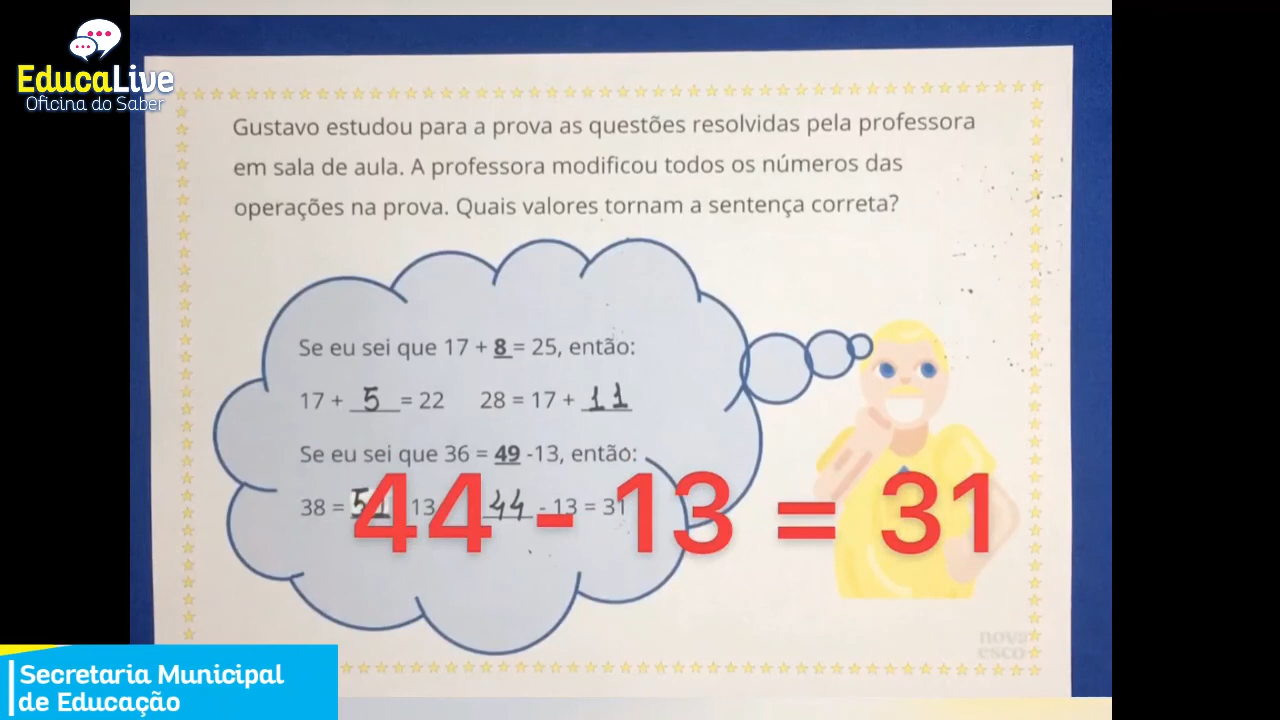 EducaLive
Oficina do Saber
Gustavo estudou para a prova as questões resolvidas pela professora
em sala de aula. A professora modificou todos os números das
operações na prova. Quais valores tornam a sentença correta?
Se eu sei que 17 + 8 = 25, então:
17 + 5 = 22 28 = 17 + 11
Se eu sei que 36 = 49 -13, então:
38 = 13 44 - 13 = 31
44 - 13 = 31
nova
esco
Secretaria Municipal
de Educação